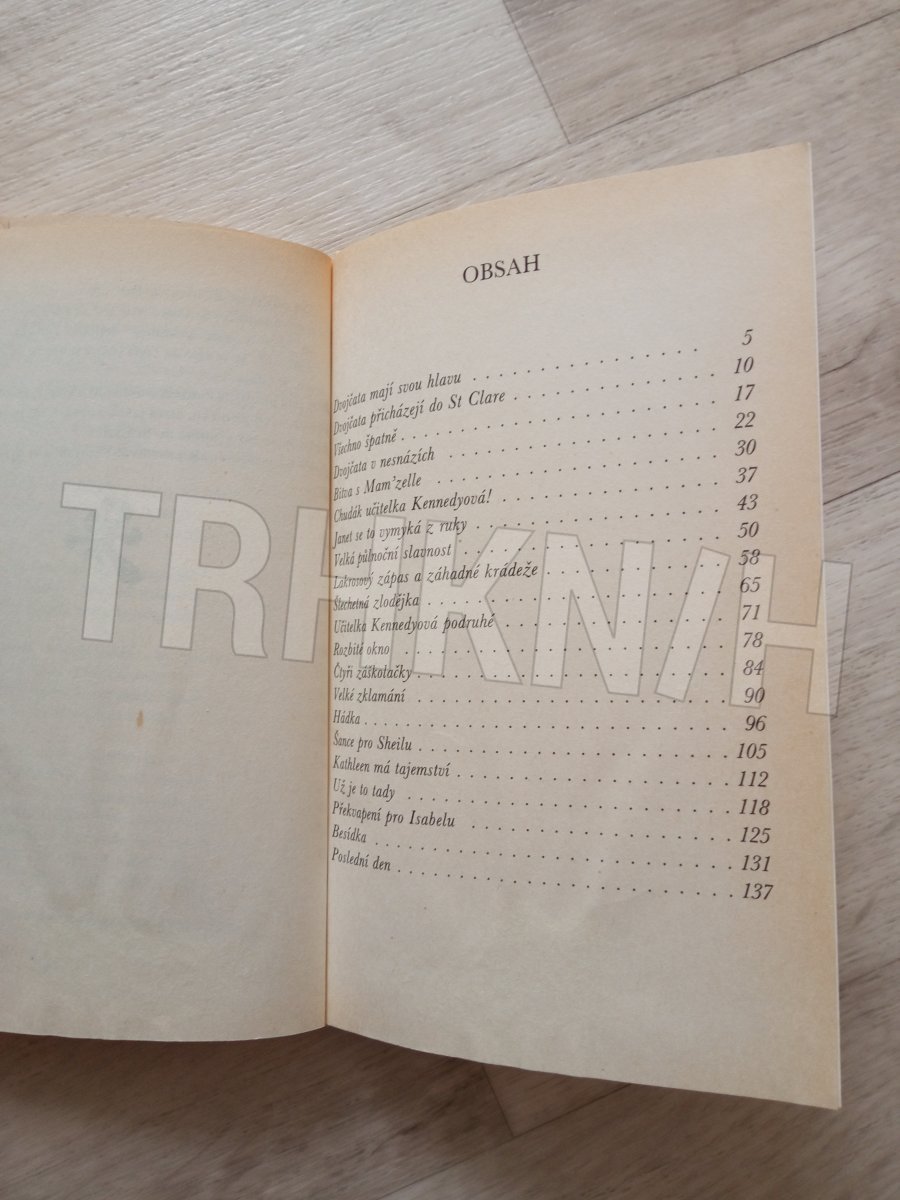 OBSAH
Dvojčata mají svou hlavu . . . . . . . . . . . . . . . . 5
Dvojčata přicházejí do St Clare . . . . . . . . . . . . . . 10
Všechno špatně . . . . . . . . . . . . . . . . . . . . . 17
Dvojčata v nesnázích . . . . . . . . . . . . . . . . . . 22
Bitva s Mam’zelle . . . . . . . . . . . . . . . . . . . 30
Chudák učitelka Kennedyová! . . . . . . . . . . . . . . 37
Janet se to vymyká z ruky . . . . . . . . . . . . . . . 43
Velká půlnoční slavnost . . . . . . . . . . . . . . . . 50
Lakrosový zápas a záhadné krádeže . . . . . . . . . . . 58
Šlechetná zlodějka . . . . . . . . . . . . . . . . . . . 65
Učitelka Kennedyová podruhé . . . . . . . . . . . . . . 71
Rozbité okno . . . . . . . . . . . . . . . . . . . . . 78
Čtyři záškolačky . . . . . . . . . . . . . . . . . . . . 84
Velké zklamání . . . . . . . . . . . . . . . . . . . . 90
Hádka . . . . . . . . . . . . . . . . . . . . . . . . 96
Šance pro Sheilu . . . . . . . . . . . . . . . . . . . 105
Kathleen má tajemství . . . . . . . . . . . . . . . . . 112
Už je to tady . . . . . . . . . . . . . . . . . . . . 118
Překvapení pro Isabelu . . . . . . . . . . . . . . . . 125
Besídka . . . . . . . . . . . . . . . . . . . . . . . 131
Poslední den . . . . . . . . . . . . . . . . . . . . . 137
TRHKNIH